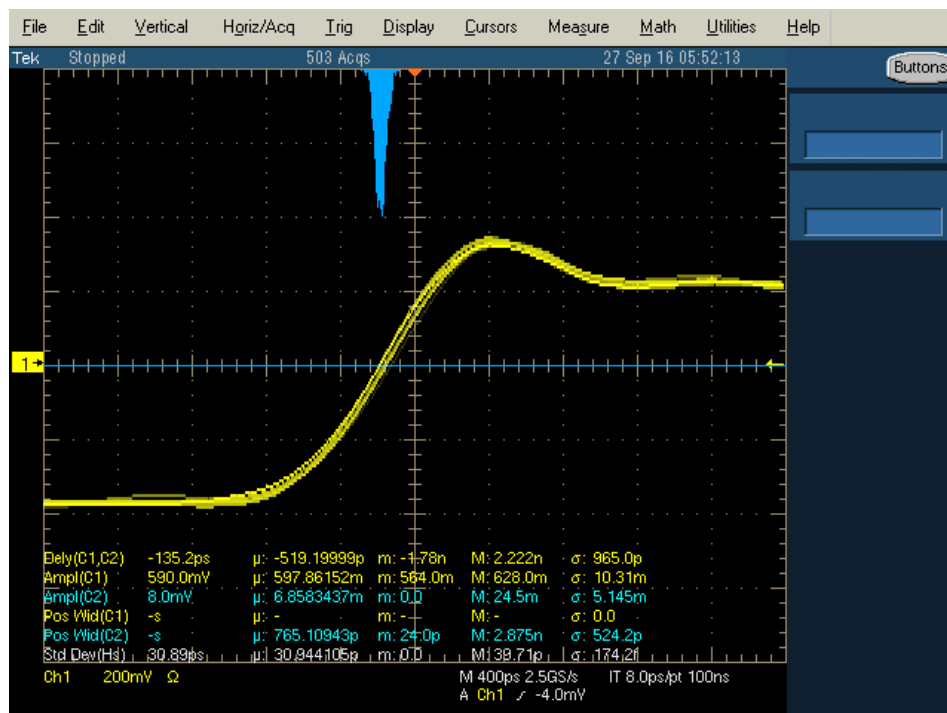 File Edit Vertical Horiz/Acq Trig Display Cursors Measure Math Utilities Help
Tek Stopped 503 Acqs 27 Sep 16 05:52:13
Buttons
1
Dely(C1,C2) -135.2ps µ: -519.19999p m: -1.78n M: 2.222n σ: 965.0p
Ampl(C1) 590.0mV µ: 597.86152m m: 564.0m M: 628.0m σ: 10.31m
Ampl(C2) 8.0mV µ: 6.8583437m m: 0.0 M: 24.5m σ: 5.145m
Pos Wid(C1) -s µ: - m: - M: - σ: 0.0
Pos Wid(C2) -s µ: 765.10943p m: 24.0p M: 2.875n σ: 524.2p
Std Dev(Hs) 30.89ps µ: 30.944105p m: 0.0 M: 39.71p σ: 174.2f
Ch1 200mV Ω M 400ps 2.5GS/s IT 8.0ps/pt 100ns
A Ch1 -4.0mV